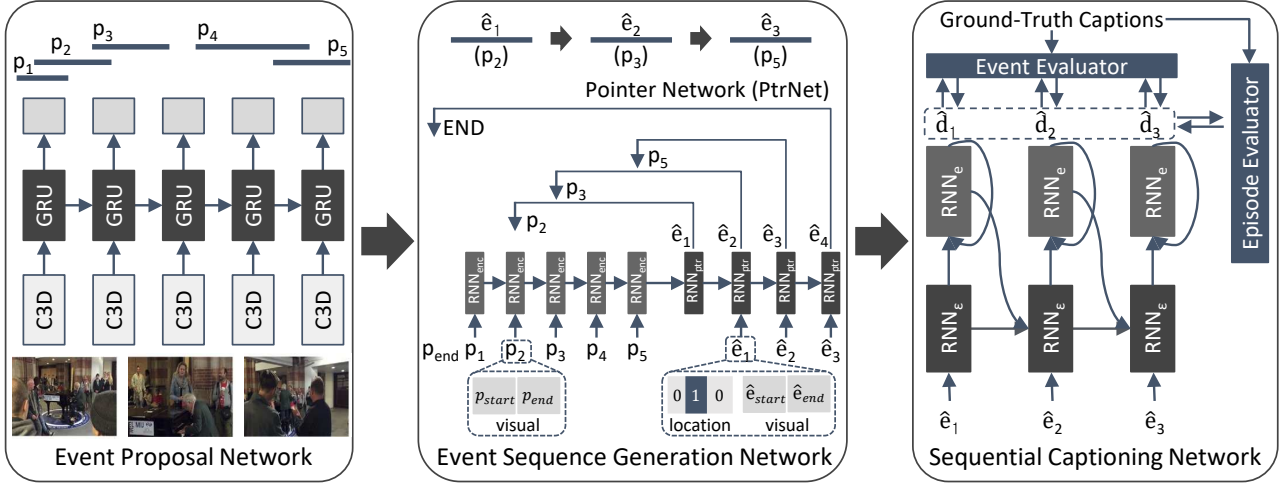 p1
p2
p3
p4
p5
GRU GRU GRU GRU GRU
C3D C3D C3D C3D C3D
Event Proposal Network
ê1 ê2 ê3
(p2) (p3) (p5)
Pointer Network (PtrNet)
END
p5
p3
p2
ê1 ê2 ê3 ê4
RNNenc RNNenc RNNenc RNNenc RNNenc RNNptr RNNptr RNNptr RNNptr
pend p1 p2 p3 p4 p5 ê1 ê2 ê3
pstart pend
visual
0 1 0 êstart êend
location visual
Event Sequence Generation Network
Ground-Truth Captions
Event Evaluator
d̂1 d̂2 d̂3
Episode Evaluator
RNNe RNNe RNNe
RNNε RNNε RNNε
ê1 ê2 ê3
Sequential Captioning Network